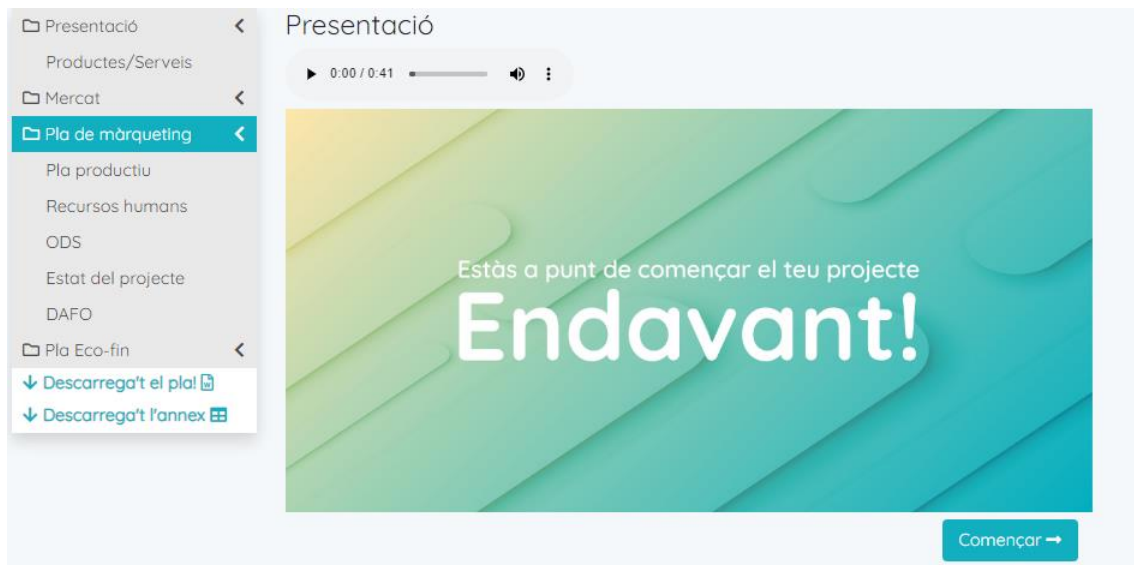 Presentació
Productes/Serveis
Mercat
Pla de màrqueting
Pla productiu
Recursos humans
ODS
Estat del projecte
DAFO
Pla Eco-fin
Descarrega't el pla!
Descarrega't l'annex
Presentació
0:00 / 0:41
Estàs a punt de començar el teu projecte
Endavant!
Començar